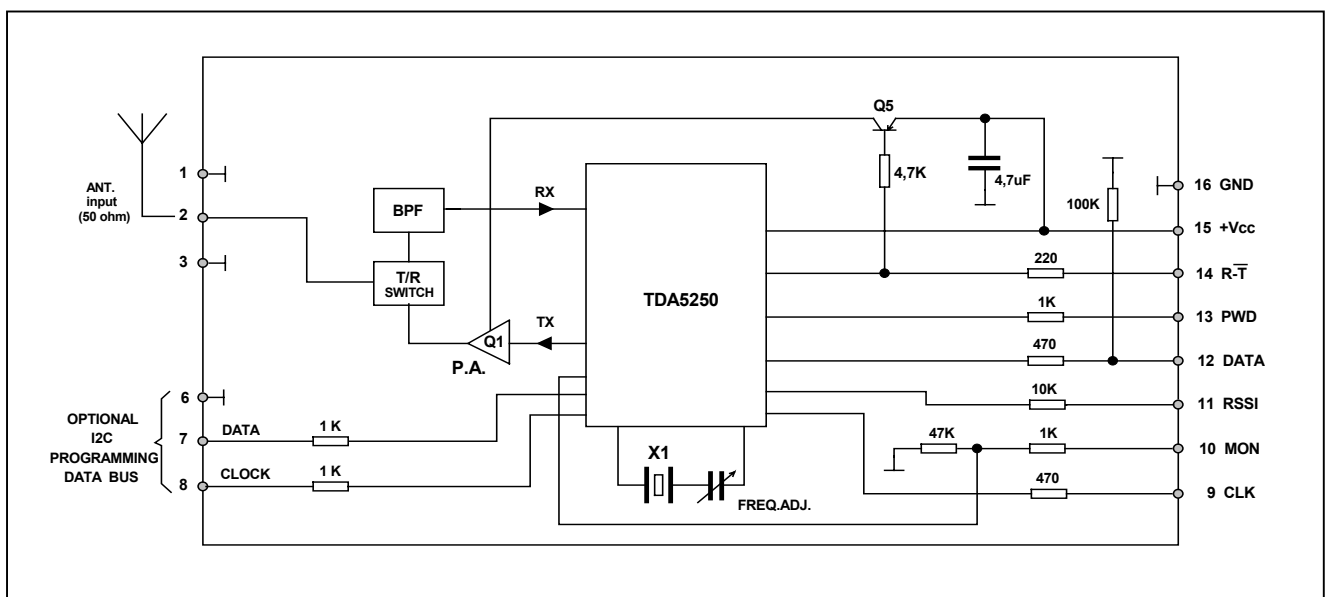 Q5
4,7K
4,7uF
100K
16 GND
15 +Vcc
220
14 R-T̅
1K
13 PWD
470
12 DATA
10K
11 RSSI
47K
1K
10 MON
470
9 CLK
1
ANT.
input
(50 ohm)
2
3
BPF
RX
T/R
SWITCH
TX
Q1
P.A.
TDA5250
6
OPTIONAL
I2C
PROGRAMMING
DATA BUS
7
DATA
1 K
8
CLOCK
1 K
X1
FREQ.ADJ.